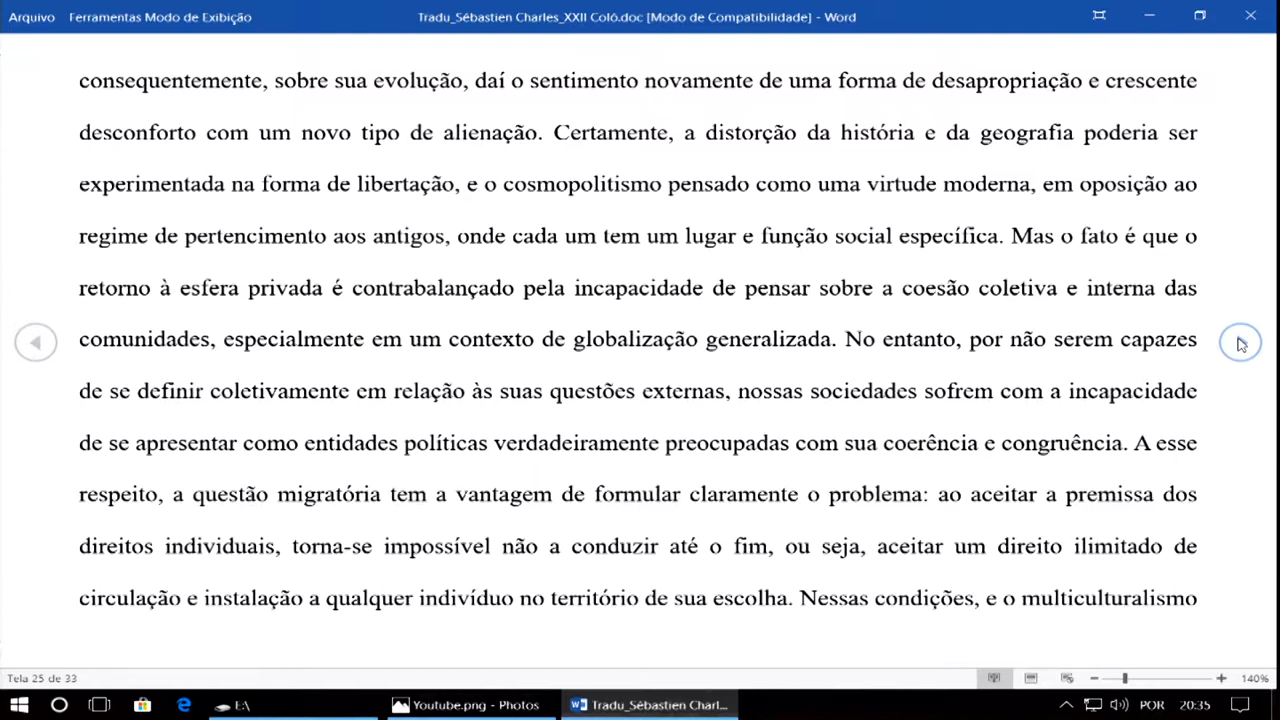 Arquivo Ferramentas Modo de Exibição Tradu_Sébastien Charles_XXII Coló.doc [Modo de Compatibilidade] - Word
consequentemente, sobre sua evolução, daí o sentimento novamente de uma forma de desapropriação e crescente
desconforto com um novo tipo de alienação. Certamente, a distorção da história e da geografia poderia ser
experimentada na forma de libertação, e o cosmopolitismo pensado como uma virtude moderna, em oposição ao
regime de pertencimento aos antigos, onde cada um tem um lugar e função social específica. Mas o fato é que o
retorno à esfera privada é contrabalançado pela incapacidade de pensar sobre a coesão coletiva e interna das
comunidades, especialmente em um contexto de globalização generalizada. No entanto, por não serem capazes
de se definir coletivamente em relação às suas questões externas, nossas sociedades sofrem com a incapacidade
de se apresentar como entidades políticas verdadeiramente preocupadas com sua coerência e congruência. A esse
respeito, a questão migratória tem a vantagem de formular claramente o problema: ao aceitar a premissa dos
direitos individuais, torna-se impossível não a conduzir até o fim, ou seja, aceitar um direito ilimitado de
circulação e instalação a qualquer indivíduo no território de sua escolha. Nessas condições, e o multiculturalismo
Tela 25 de 33 140%
E:\ Youtube.png - Photos Tradu_Sébastien Charl... POR 20:35